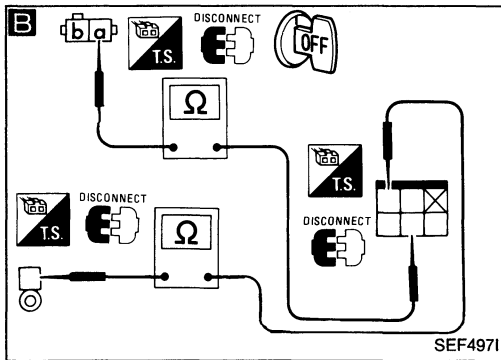 B
b a
T.S.
DISCONNECT
OFF
Ω
T.S.
T.S.
DISCONNECT
Ω
DISCONNECT
SEF497I